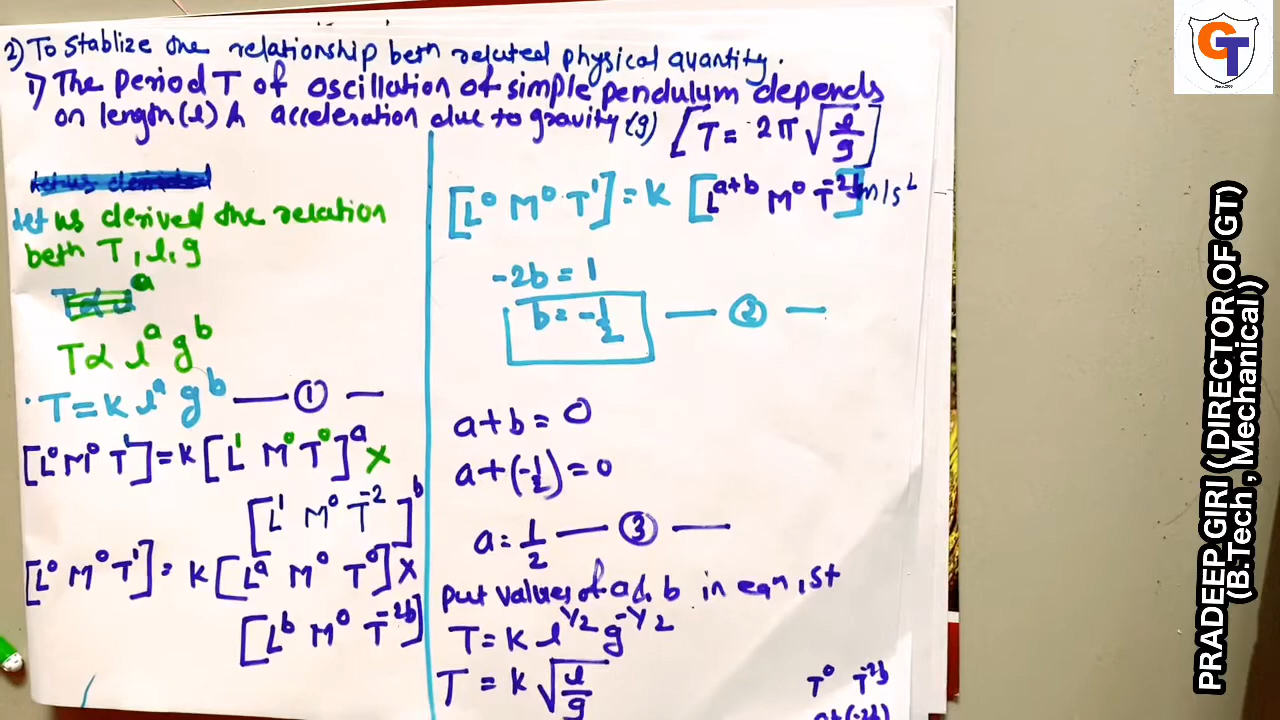 2) To stablize the relationship betn related physical quantity.
1) The period T of oscillation of simple pendulum depends
on length (l) & acceleration due to gravity (g) [T = 2π √(l/g)]
Let us derived the relation
betn T, l, g
T ∝ l^a g^b
T = K l^a g^b — ① —
[L⁰ M⁰ T¹] = K [L¹ M⁰ T⁰]^a ×
[L¹ M⁰ T⁻²]^b
[L⁰ M⁰ T¹] = K [L^a M⁰ T⁰] ×
[L^b M⁰ T^-2b]
[L⁰ M⁰ T¹] = K [L^a+b M⁰ T^-2b] m/s²
-2b = 1
b = -1/2 — ② —
a + b = 0
a + (-1/2) = 0
a = 1/2 — ③ —
Put values of a & b in eqn 1st
T = K l^1/2 g^-1/2
T = K √(l/g)
T⁰ T^-2b
GT
PRADEEP GIRI ( DIRECTOR OF GT)
(B.Tech , Mechanical))